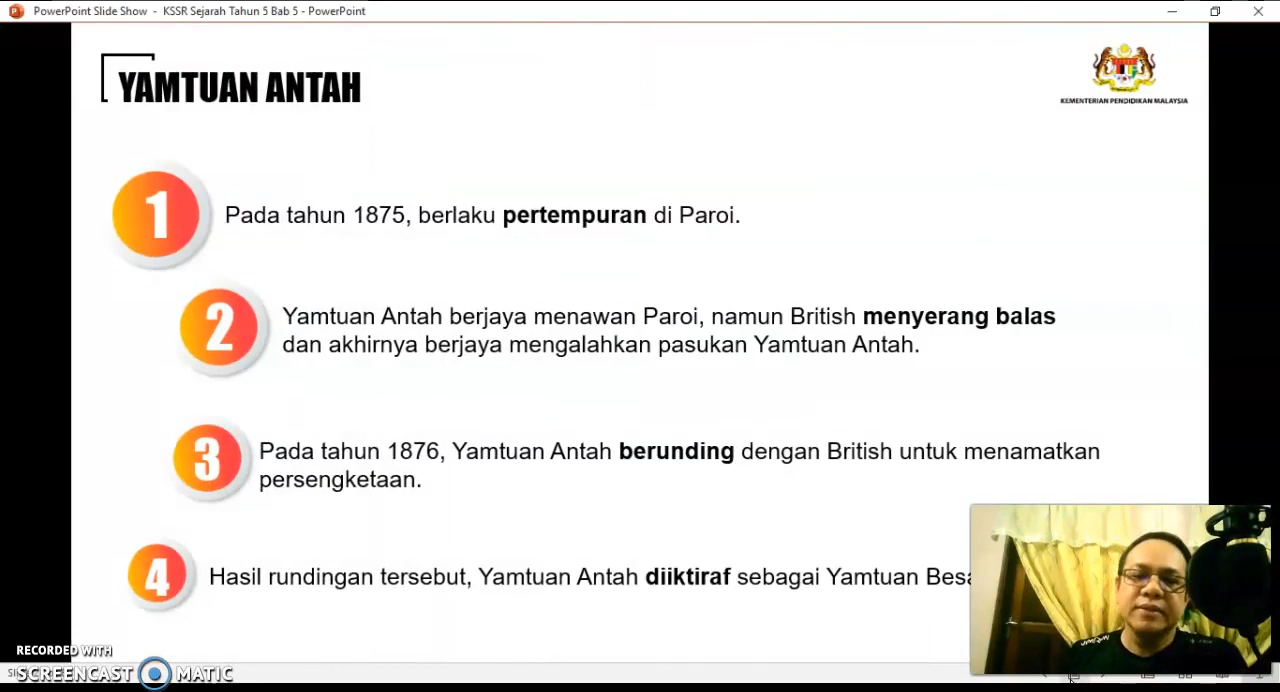 PowerPoint Slide Show - KSSR Sejarah Tahun 5 Bab 5 - PowerPoint
YAMTUAN ANTAH
KEMENTERIAN PENDIDIKAN MALAYSIA
1
Pada tahun 1875, berlaku pertempuran di Paroi.
2
Yamtuan Antah berjaya menawan Paroi, namun British menyerang balas
dan akhirnya berjaya mengalahkan pasukan Yamtuan Antah.
3
Pada tahun 1876, Yamtuan Antah berunding dengan British untuk menamatkan
persengketaan.
4
Hasil rundingan tersebut, Yamtuan Antah diiktiraf sebagai Yamtuan
RECORDED WITH
SCREENCAST MATIC